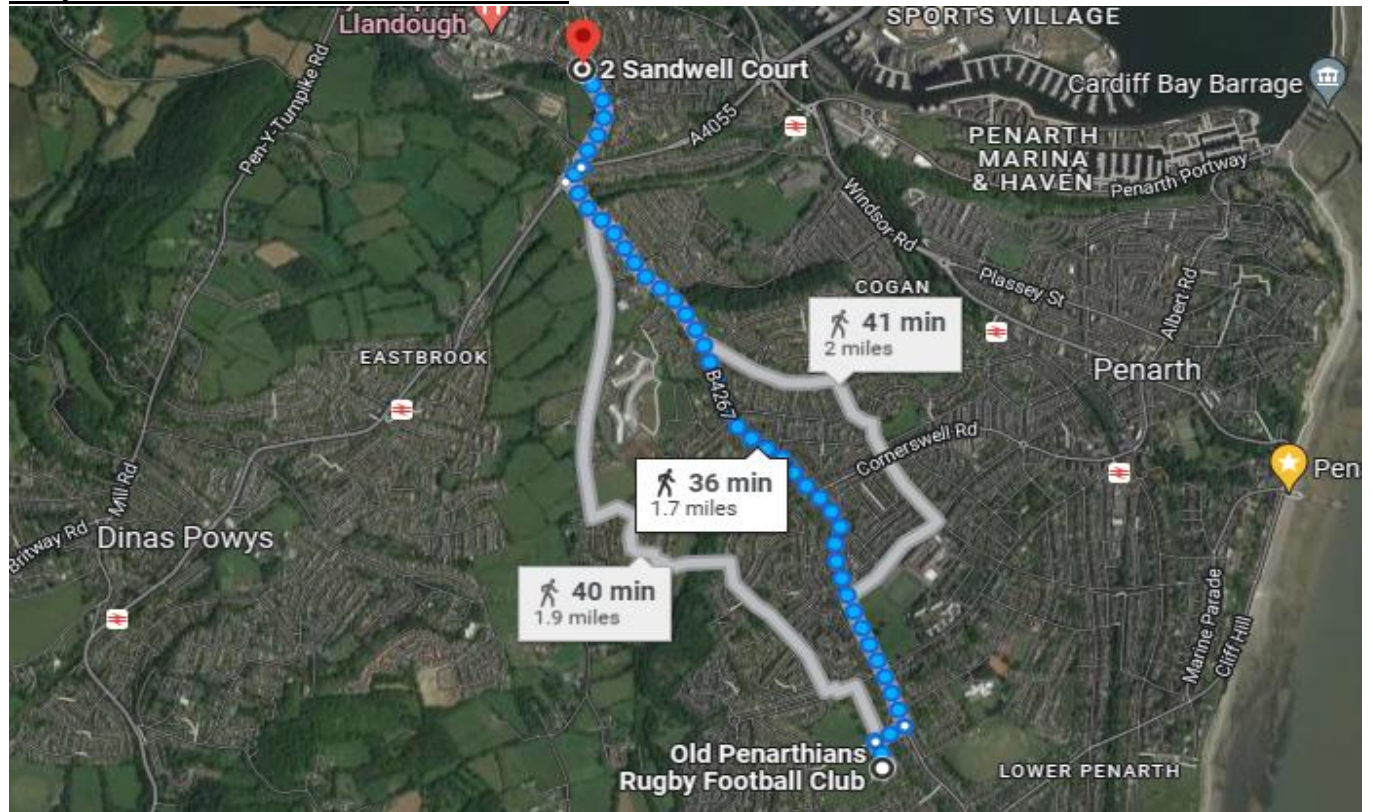 Llandough
2 Sandwell Court
SPORTS VILLAGE
Cardiff Bay Barrage
Pen-Y-Turnpike Rd
A4055
PENARTH
MARINA
& HAVEN
Penarth Portway
Windsor Rd
Plassey St
Albert Rd
COGAN
41 min
2 miles
EASTBROOK
Penarth
B4267
Cornerswell Rd
36 min
1.7 miles
Pen
Mill Rd
Britway Rd
Dinas Powys
40 min
1.9 miles
Marine Parade
Cliff Hill
Old Penarthians
Rugby Football Club
LOWER PENARTH